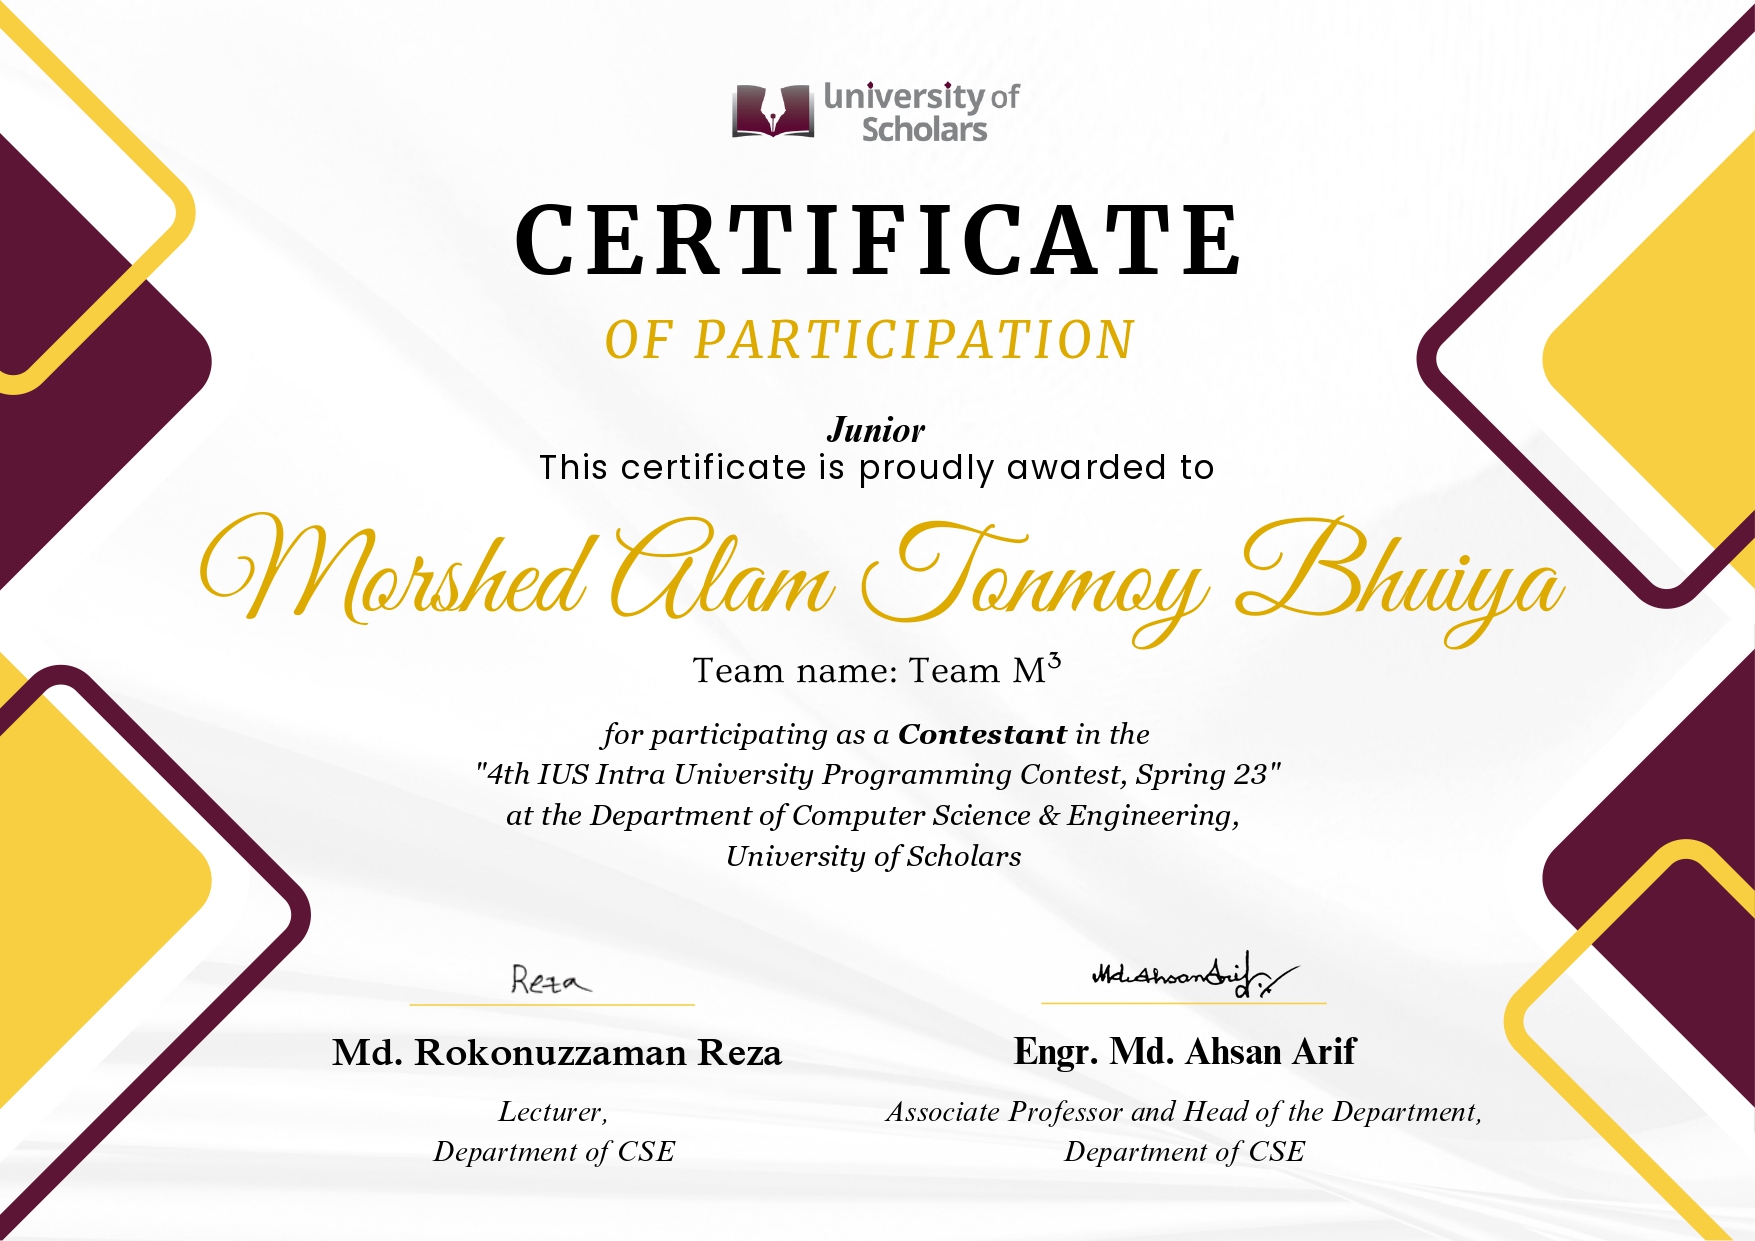 University of
Scholars
CERTIFICATE
OF PARTICIPATION
Junior
This certificate is proudly awarded to
Morshed Alam Tonmoy Bhuiya
Team name: Team M³
for participating as a Contestant in the
"4th IUS Intra University Programming Contest, Spring 23"
at the Department of Computer Science & Engineering,
University of Scholars
Reza
Md. Ahsan Arif
Md. Rokonuzzaman Reza
Engr. Md. Ahsan Arif
Lecturer,
Department of CSE
Associate Professor and Head of the Department,
Department of CSE